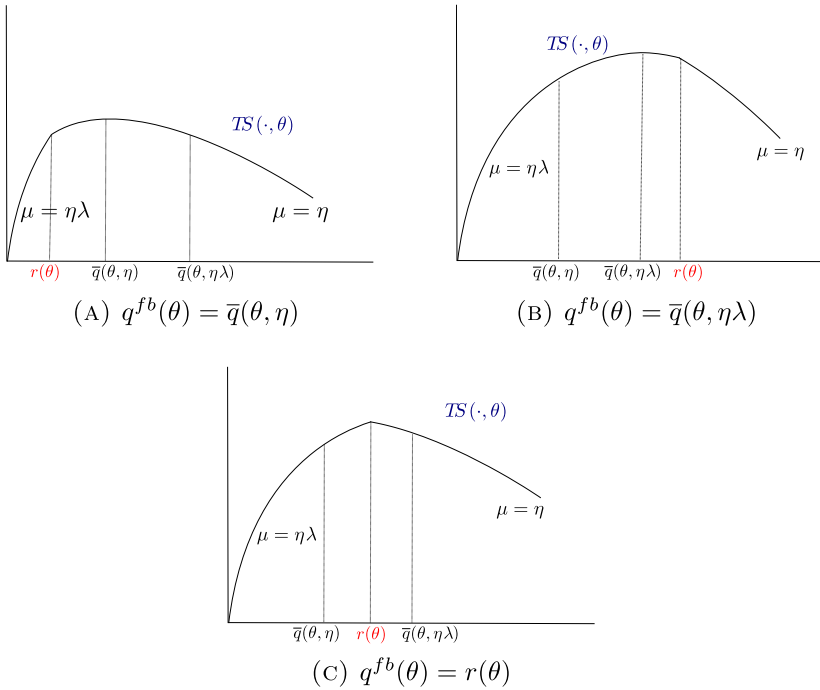 TS(·, θ)
μ = ηλ
μ = η
r(θ) q̅(θ, η) q̅(θ, ηλ)
(A) q^{fb}(θ) = q̅(θ, η)
TS(·, θ)
μ = η
μ = ηλ
q̅(θ, η) q̅(θ, ηλ) r(θ)
(B) q^{fb}(θ) = q̅(θ, ηλ)
TS(·, θ)
μ = η
μ = ηλ
q̅(θ, η) r(θ) q̅(θ, ηλ)
(C) q^{fb}(θ) = r(θ)